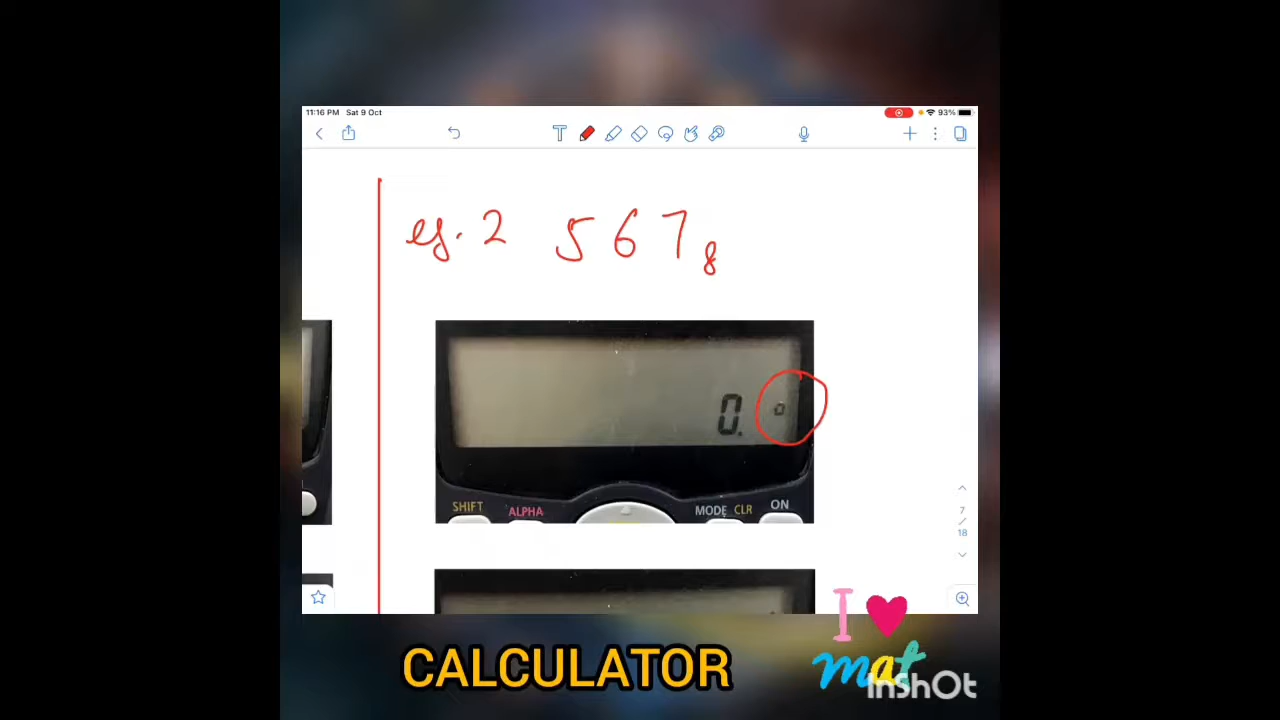 11:16 PM Sat 9 Oct
93%
T
eg. 2 567₈
0. o
SHIFT ALPHA MODE CLR ON
7
/
18
I
mat
CALCULATOR
InshOt